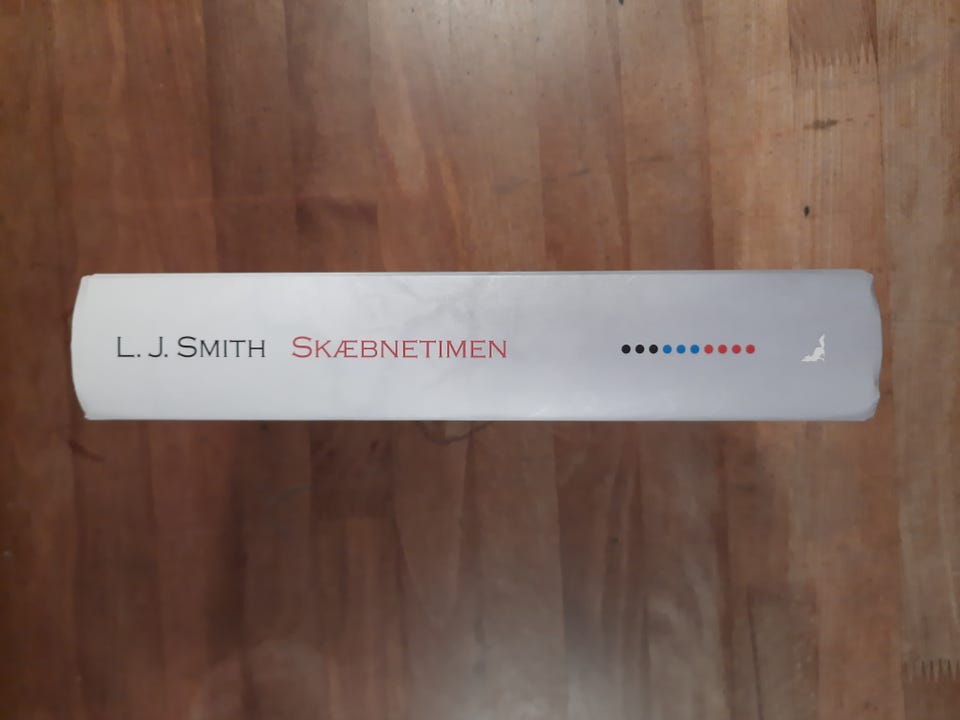 L. J. SMITH SKÆBNETIMEN